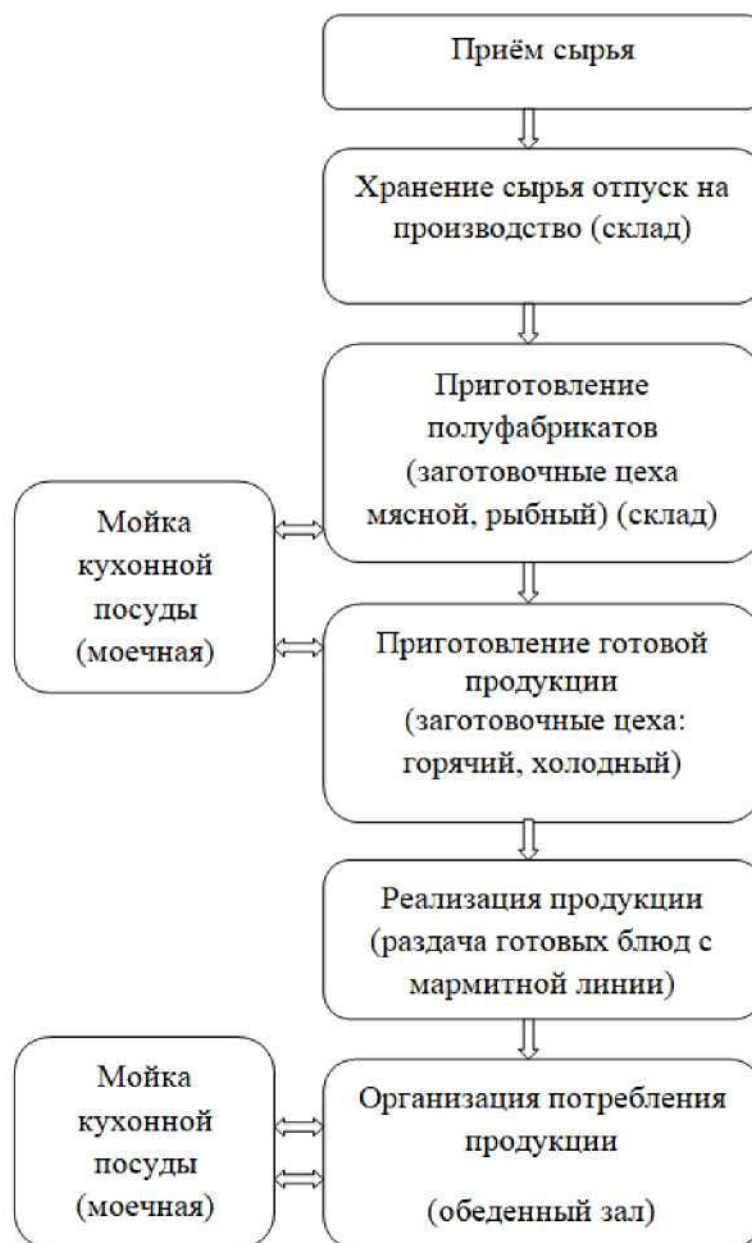 Приём сырья
Хранение сырья отпуск на
производство (склад)
Приготовление
полуфабрикатов
(заготовочные цеха
мясной, рыбный) (склад)
Мойка
кухонной
посуды
(моечная)
Приготовление готовой
продукции
(заготовочные цеха:
горячий, холодный)
Реализация продукции
(раздача готовых блюд с
мармитной линии)
Мойка
кухонной
посуды
(моечная)
Организация потребления
продукции
(обеденный зал)